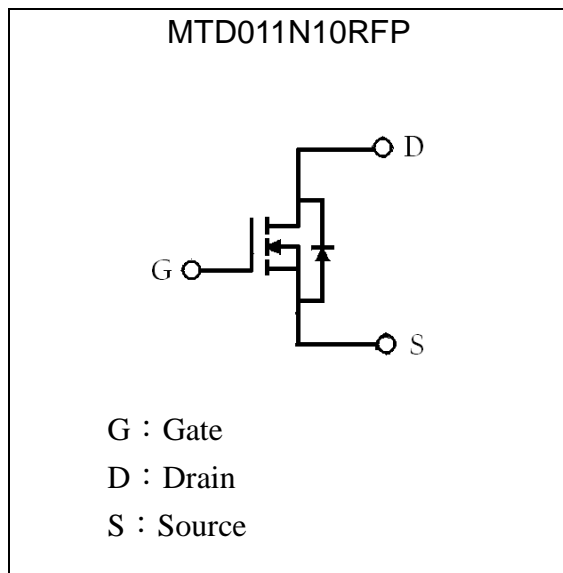 MTD011N10RFP
D
G
S
G：Gate
D：Drain
S：Source